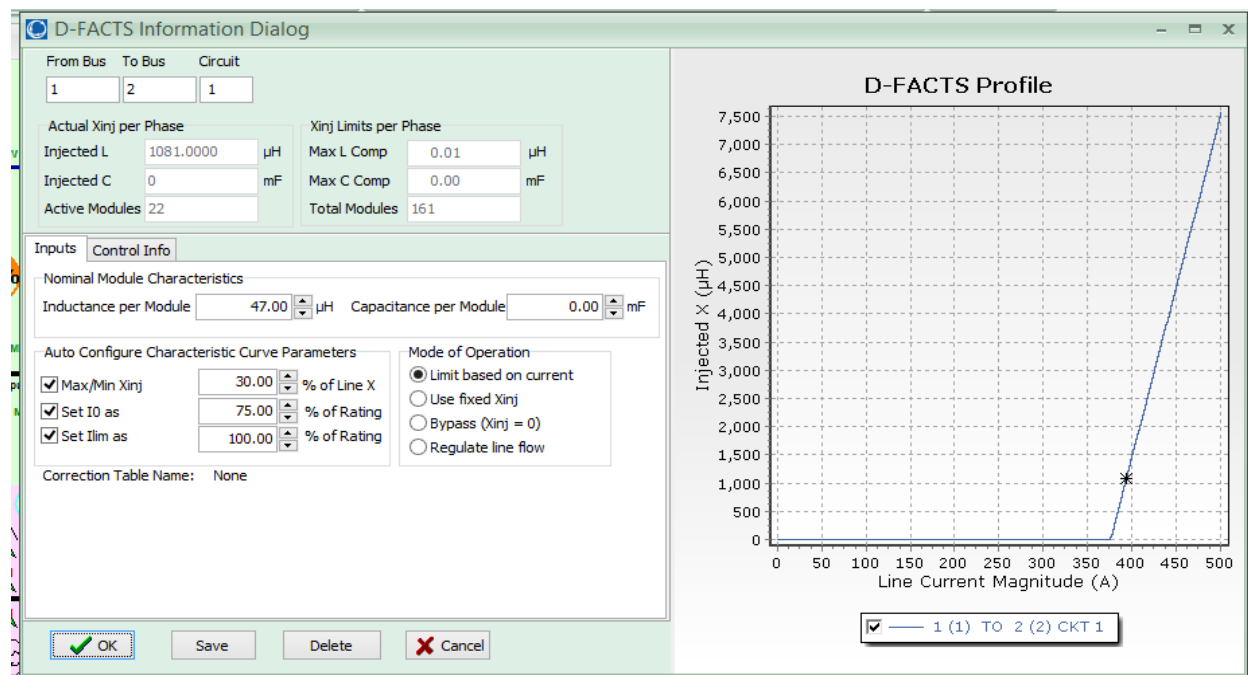 D-FACTS Information Dialog
From Bus To Bus Circuit
1 2 1
Actual Xinj per Phase
Injected L 1081.0000 µH
Injected C 0 mF
Active Modules 22
Xinj Limits per Phase
Max L Comp 0.01 µH
Max C Comp 0.00 mF
Total Modules 161
Inputs Control Info
Nominal Module Characteristics
Inductance per Module 47.00 µH Capacitance per Module 0.00 mF
Auto Configure Characteristic Curve Parameters
Max/Min Xinj 30.00 % of Line X
Set I0 as 75.00 % of Rating
Set Ilim as 100.00 % of Rating
Mode of Operation
Limit based on current
Use fixed Xinj
Bypass (Xinj = 0)
Regulate line flow
Correction Table Name: None
OK Save Delete Cancel
D-FACTS Profile
Injected X (µH)
7,500
7,000
6,500
6,000
5,500
5,000
4,500
4,000
3,500
3,000
2,500
2,000
1,500
1,000
500
0
0 50 100 150 200 250 300 350 400 450 500
Line Current Magnitude (A)
1 (1) TO 2 (2) CKT 1